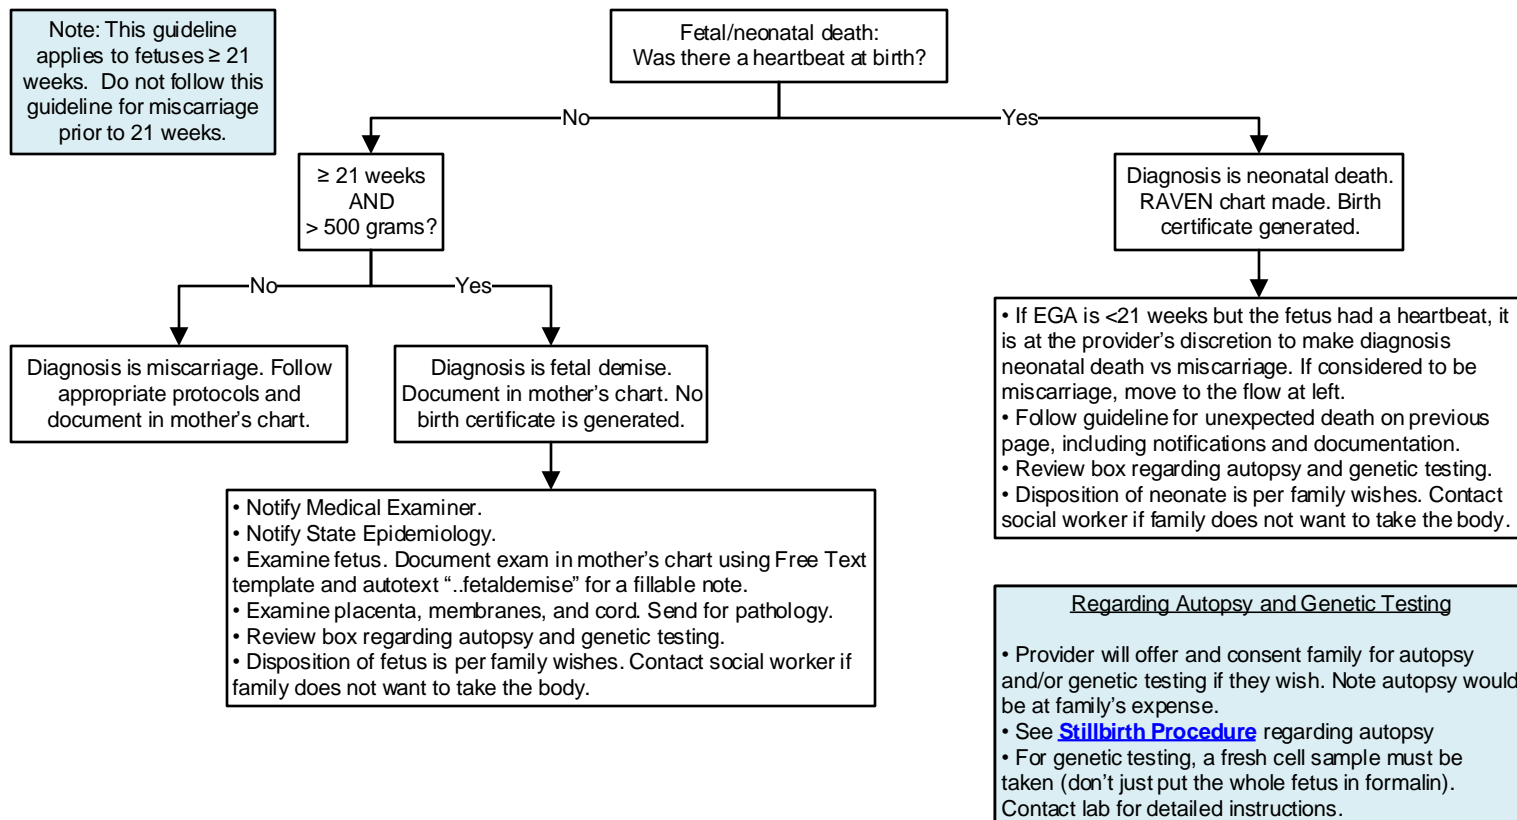 Note: This guideline
applies to fetuses ≥ 21
weeks.  Do not follow this
guideline for miscarriage
prior to 21 weeks.
Fetal/neonatal death:
Was there a heartbeat at birth?
No
Yes
≥ 21 weeks
AND
> 500 grams?
Diagnosis is neonatal death.
RAVEN chart made. Birth
certificate generated.
No
Yes
Diagnosis is miscarriage. Follow
appropriate protocols and
document in mother’s chart.
Diagnosis is fetal demise.
Document in mother’s chart. No
birth certificate is generated.
• If EGA is <21 weeks but the fetus had a heartbeat, it
is at the provider’s discretion to make diagnosis
neonatal death vs miscarriage. If considered to be
miscarriage, move to the flow at left.
• Follow guideline for unexpected death on previous
page, including notifications and documentation.
• Review box regarding autopsy and genetic testing.
• Disposition of neonate is per family wishes. Contact
social worker if family does not want to take the body.
• Notify Medical Examiner.
• Notify State Epidemiology.
• Examine fetus. Document exam in mother’s chart using Free Text
template and autotext “..fetaldemise” for a fillable note.
• Examine placenta, membranes, and cord. Send for pathology.
• Review box regarding autopsy and genetic testing.
• Disposition of fetus is per family wishes. Contact social worker if
family does not want to take the body.
Regarding Autopsy and Genetic Testing
• Provider will offer and consent family for autopsy
and/or genetic testing if they wish. Note autopsy would
be at family’s expense.
• See Stillbirth Procedure regarding autopsy
• For genetic testing, a fresh cell sample must be
taken (don’t just put the whole fetus in formalin).
Contact lab for detailed instructions.